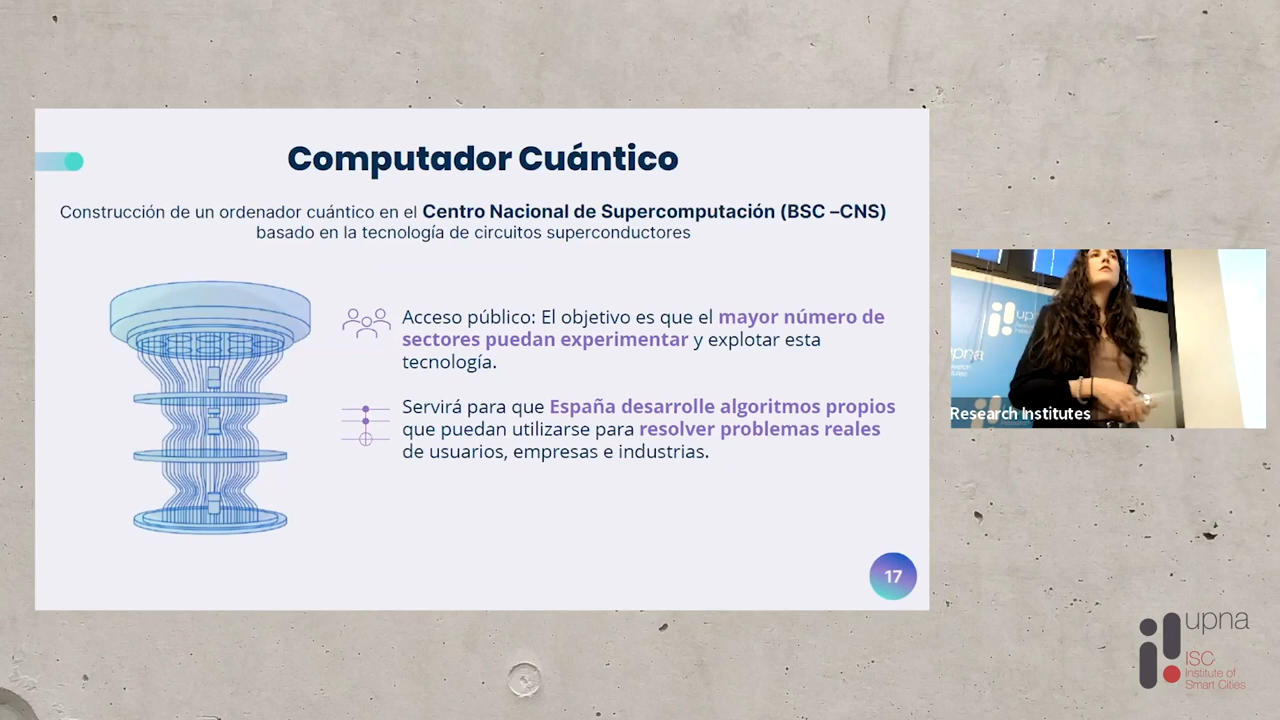 Computador Cuántico
Construcción de un ordenador cuántico en el Centro Nacional de Supercomputación (BSC –CNS)
basado en la tecnología de circuitos superconductores
Acceso público: El objetivo es que el mayor número de
sectores puedan experimentar y explotar esta
tecnología.
Servirá para que España desarrolle algoritmos propios
que puedan utilizarse para resolver problemas reales
de usuarios, empresas e industrias.
17
upna
Research Institutes
upna
ISC
Institute of
Smart Cities